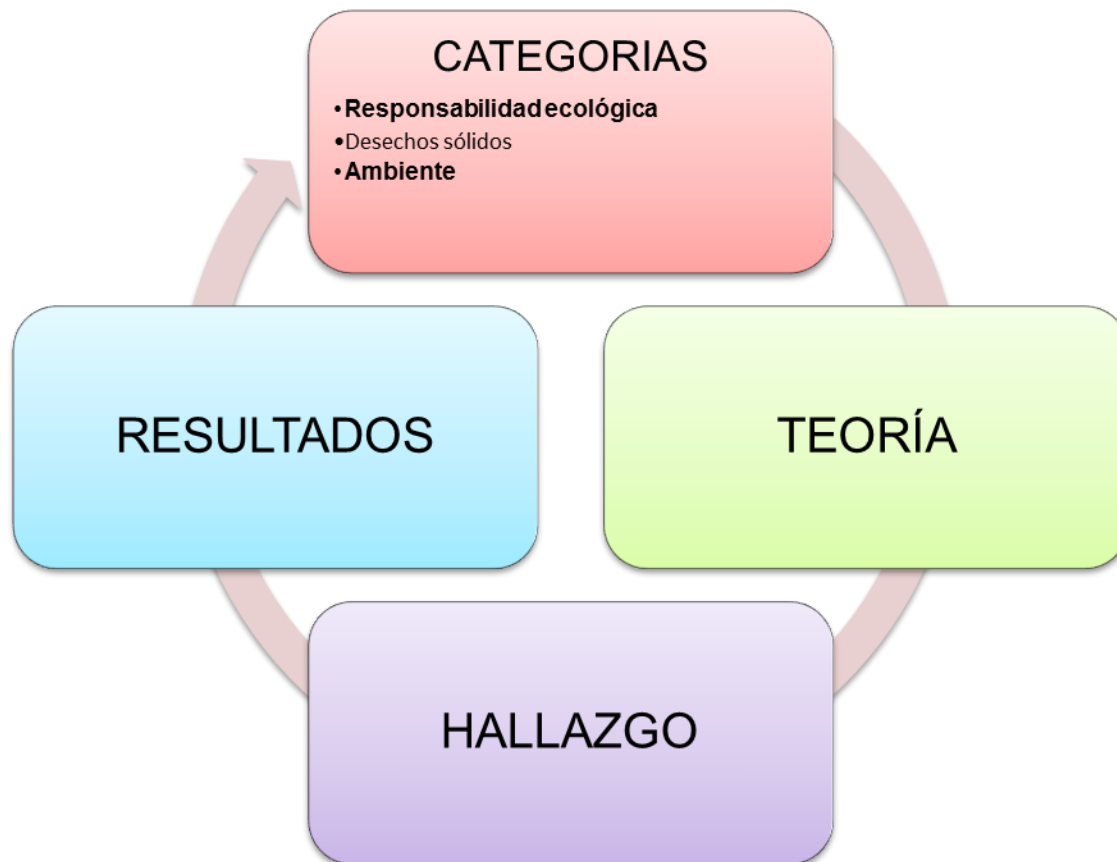 CATEGORIAS
•Responsabilidad ecológica
•Desechos sólidos
•Ambiente
RESULTADOS
TEORÍA
HALLAZGO